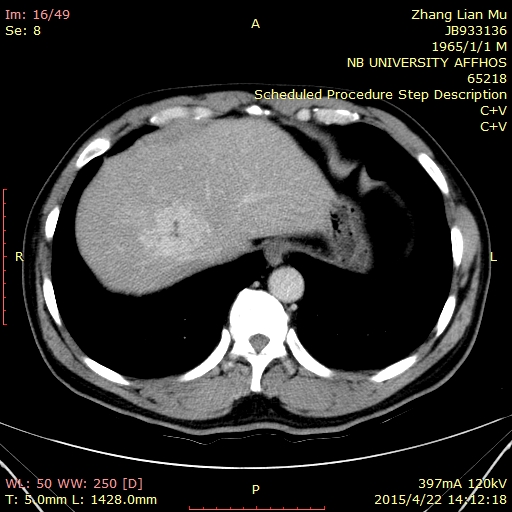 Im: 16/49
Se: 8
A
Zhang Lian Mu
JB933136
1965/1/1 M
NB UNIVERSITY AFFHOS
65218
Scheduled Procedure Step Description
C+V
C+V
R
L
WL: 50 WW: 250 [D]
T: 5.0mm L: 1428.0mm
P
397mA 120kV
2015/4/22 14:12:18